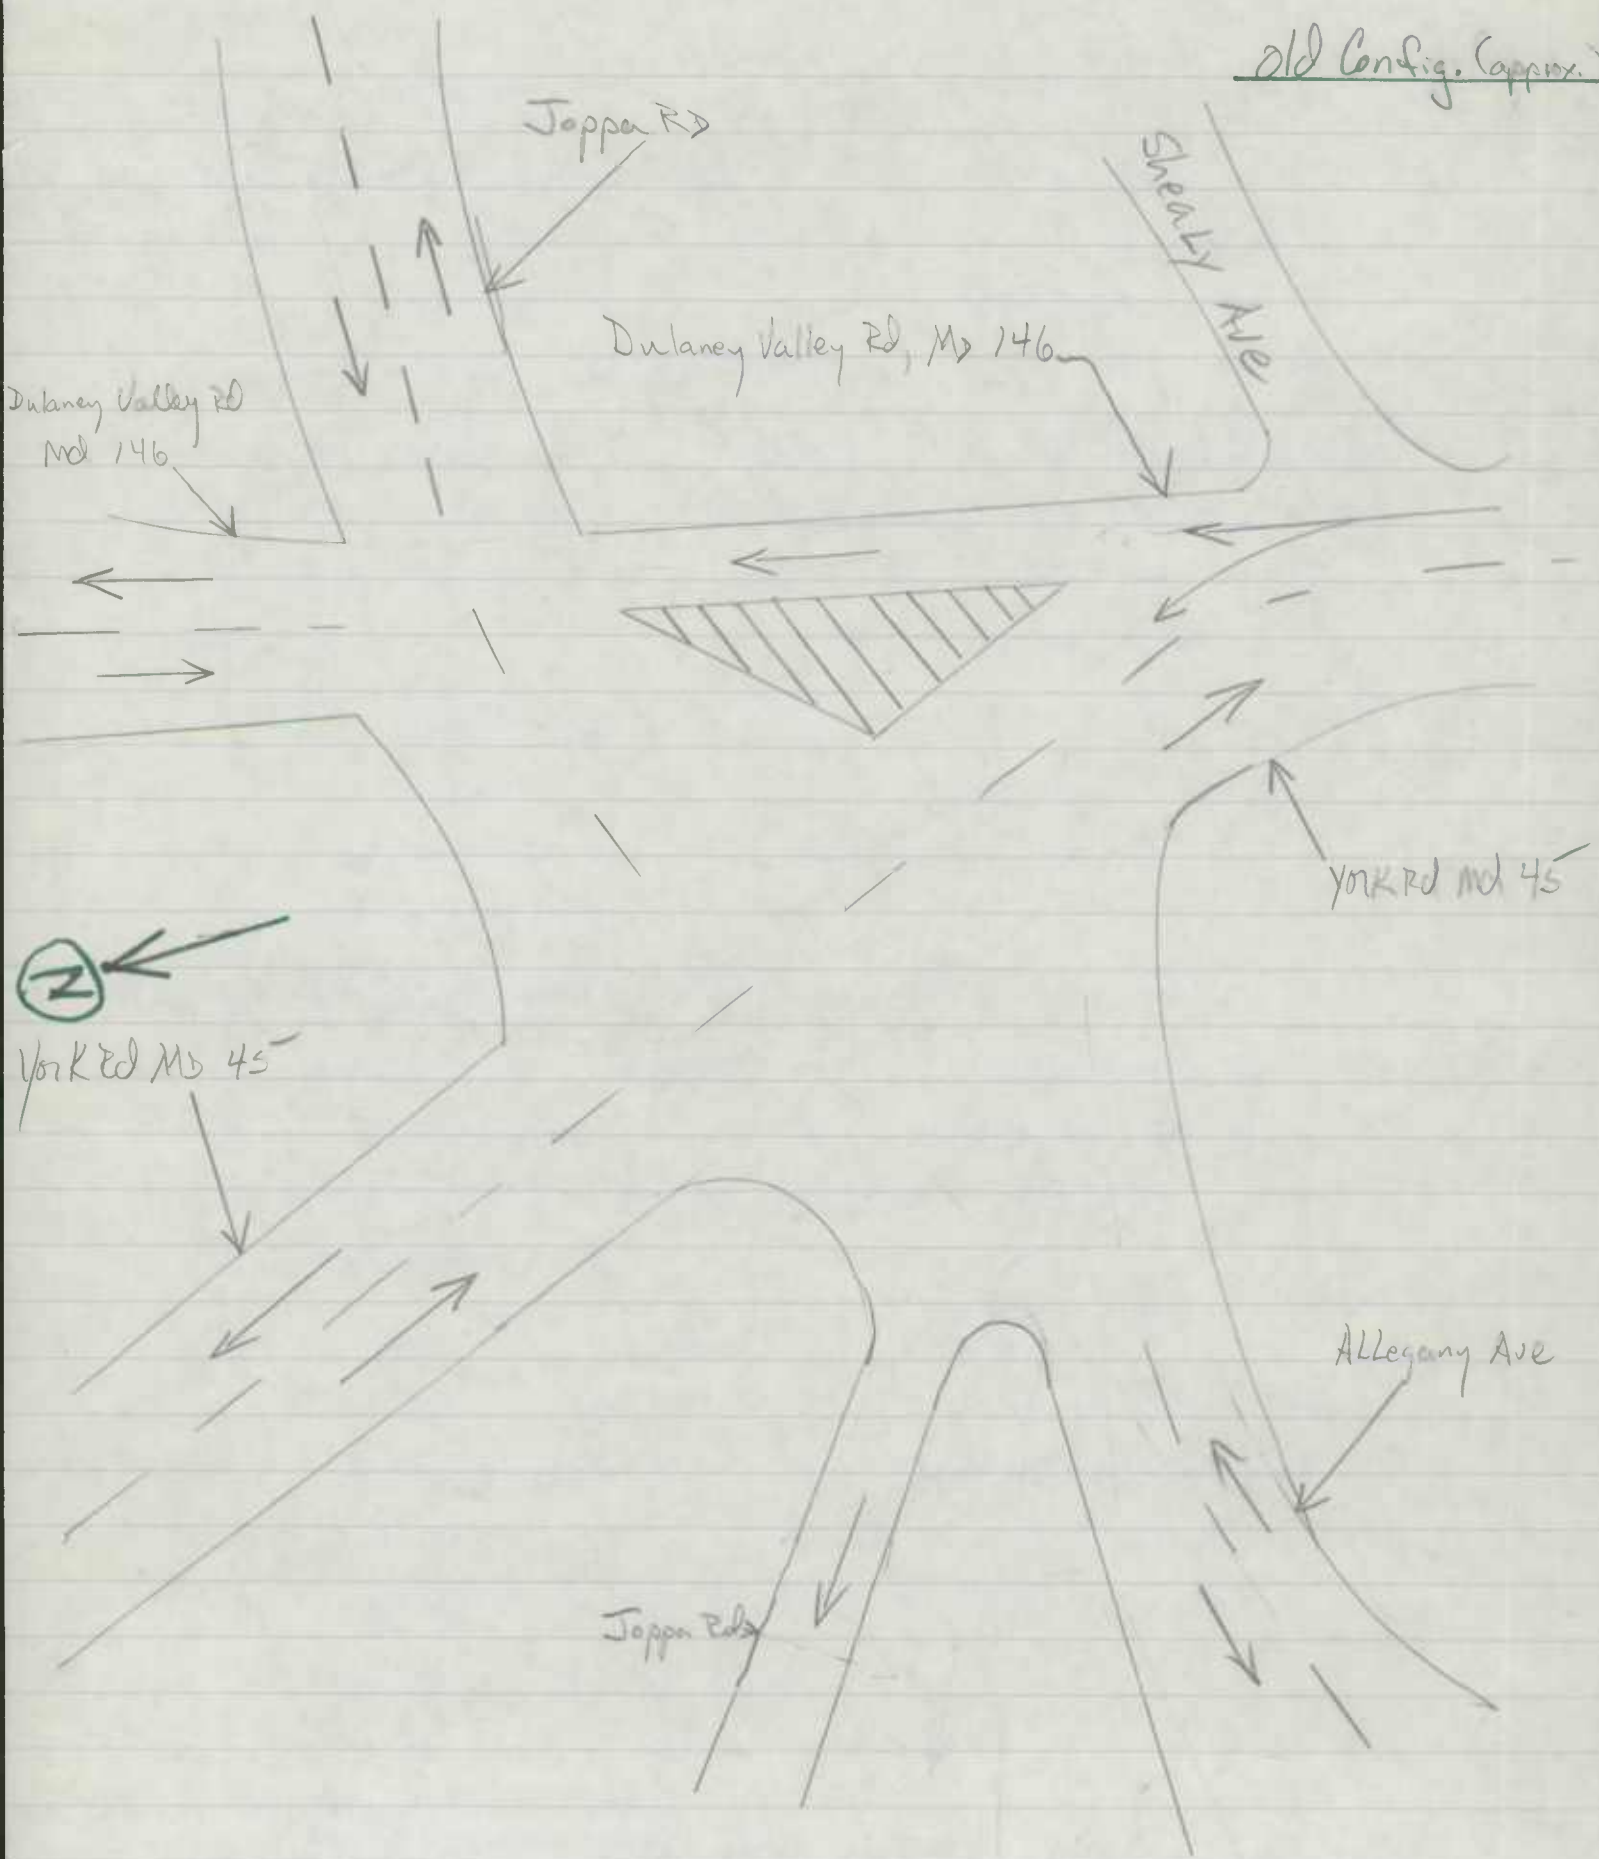 old Config. (approx.)
Joppa RD
Shealy Ave
Dulaney Valley Rd, MD 146
Dulaney Valley Rd
Md 146
York Rd Md 45
N
York Rd MD 45
Allegany Ave
Joppa Rd